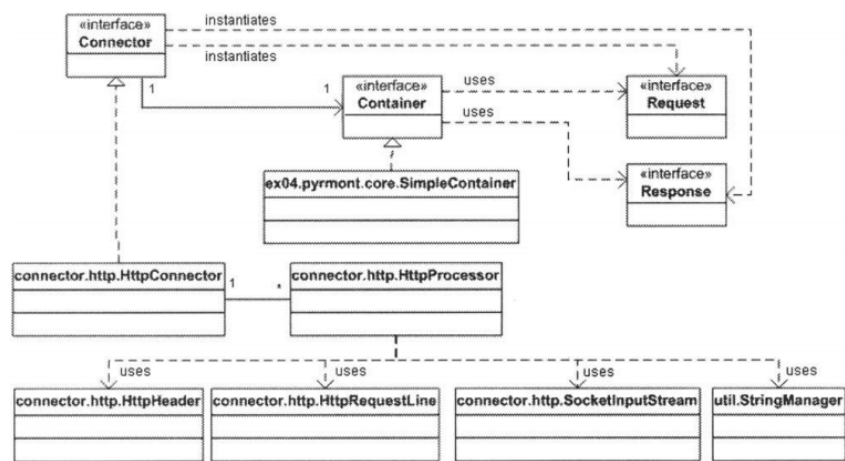 «interface»
Connector
instantiates
instantiates
1
1
«interface»
Container
uses
uses
«interface»
Request
«interface»
Response
ex04.pyrmont.core.SimpleContainer
connector.http.HttpConnector
1
*
connector.http.HttpProcessor
uses
uses
uses
uses
connector.http.HttpHeader
connector.http.HttpRequestLine
connector.http.SocketInputStream
util.StringManager